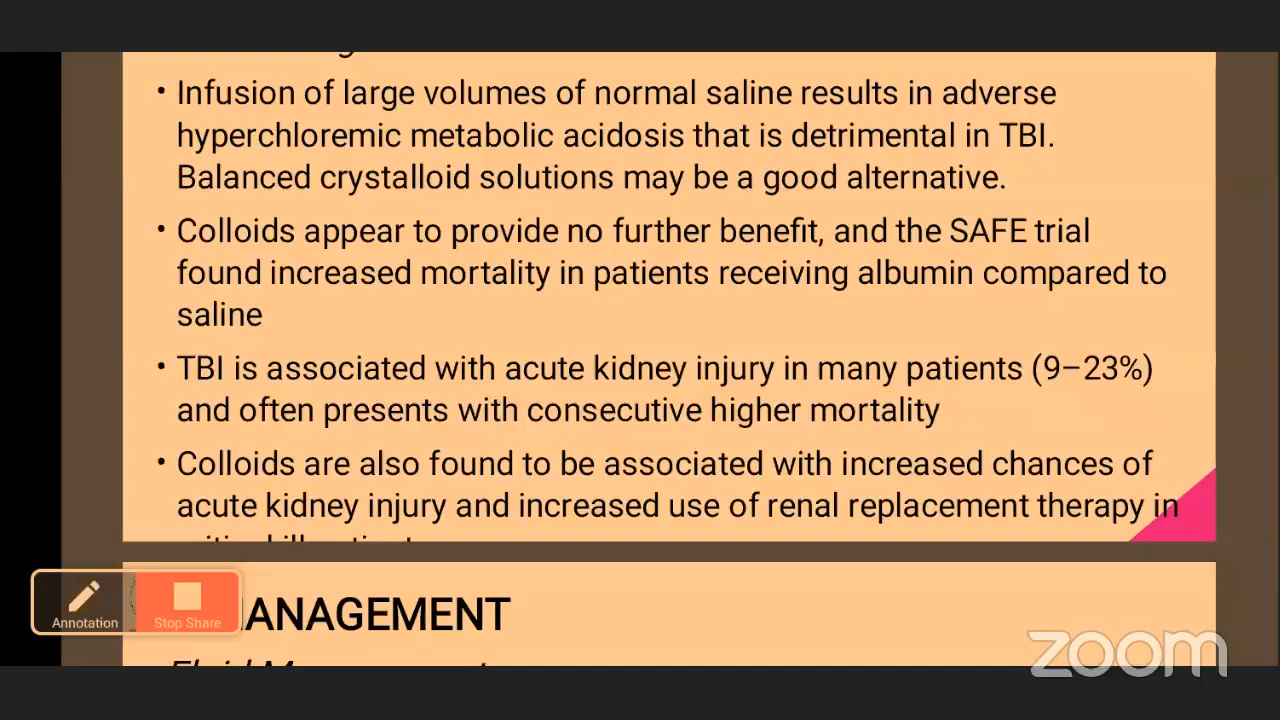 • Infusion of large volumes of normal saline results in adverse
hyperchloremic metabolic acidosis that is detrimental in TBI.
Balanced crystalloid solutions may be a good alternative.
• Colloids appear to provide no further benefit, and the SAFE trial
found increased mortality in patients receiving albumin compared to
saline
• TBI is associated with acute kidney injury in many patients (9–23%)
and often presents with consecutive higher mortality
• Colloids are also found to be associated with increased chances of
acute kidney injury and increased use of renal replacement therapy in
Annotation
Stop Share
ANAGEMENT
zoom